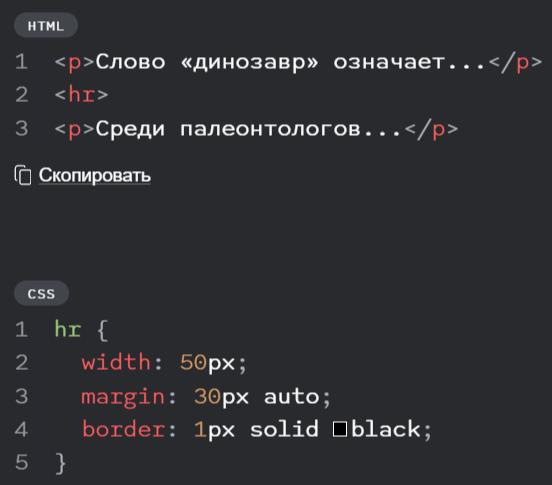 HTML
1 <p>Слово «динозавр» означает...</p>
2 <hr>
3 <p>Среди палеонтологов...</p>
Скопировать
CSS
1 hr {
2   width: 50px;
3   margin: 30px auto;
4   border: 1px solid black;
5 }